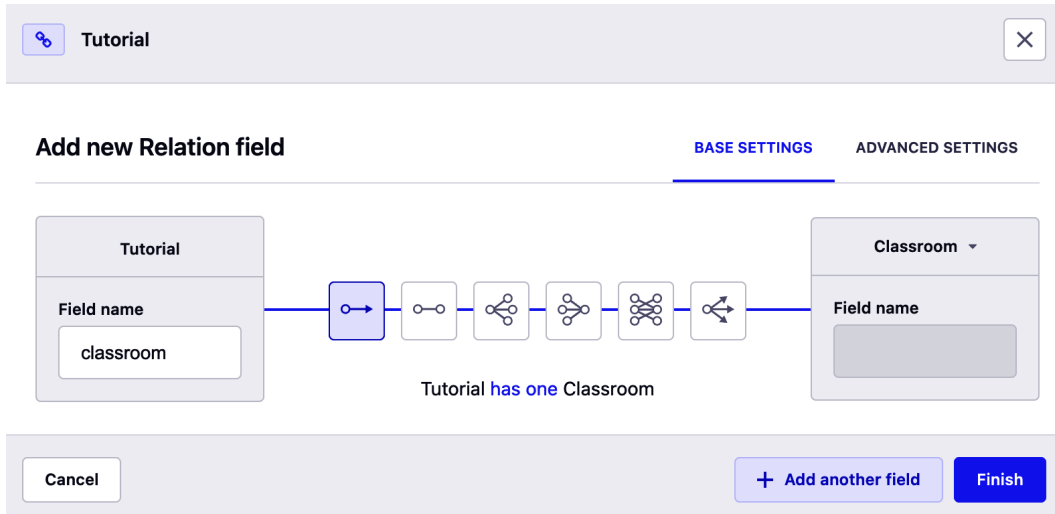 Tutorial
Add new Relation field
BASE SETTINGS
ADVANCED SETTINGS
Tutorial
Field name
classroom
Tutorial has one Classroom
Classroom
Field name
Cancel
Add another field
Finish